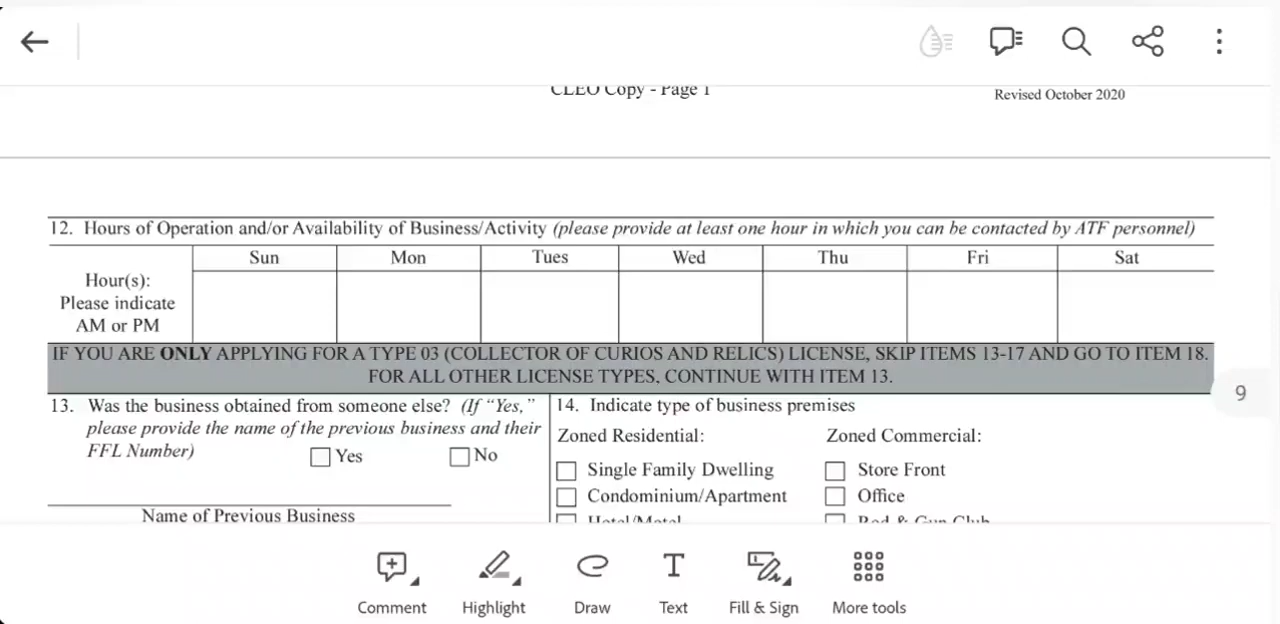 CLEO Copy - Page 1
Revised October 2020
12. Hours of Operation and/or Availability of Business/Activity (please provide at least one hour in which you can be contacted by ATF personnel)
Sun Mon Tues Wed Thu Fri Sat
Hour(s):
Please indicate
AM or PM
IF YOU ARE ONLY APPLYING FOR A TYPE 03 (COLLECTOR OF CURIOS AND RELICS) LICENSE, SKIP ITEMS 13-17 AND GO TO ITEM 18.
FOR ALL OTHER LICENSE TYPES, CONTINUE WITH ITEM 13.
9
13. Was the business obtained from someone else? (If “Yes,”
please provide the name of the previous business and their
FFL Number)
Yes No
Name of Previous Business
14. Indicate type of business premises
Zoned Residential: Zoned Commercial:
Single Family Dwelling Store Front
Condominium/Apartment Office
Hotel/Motel Rod & Gun Club
Comment Highlight Draw Text Fill & Sign More tools